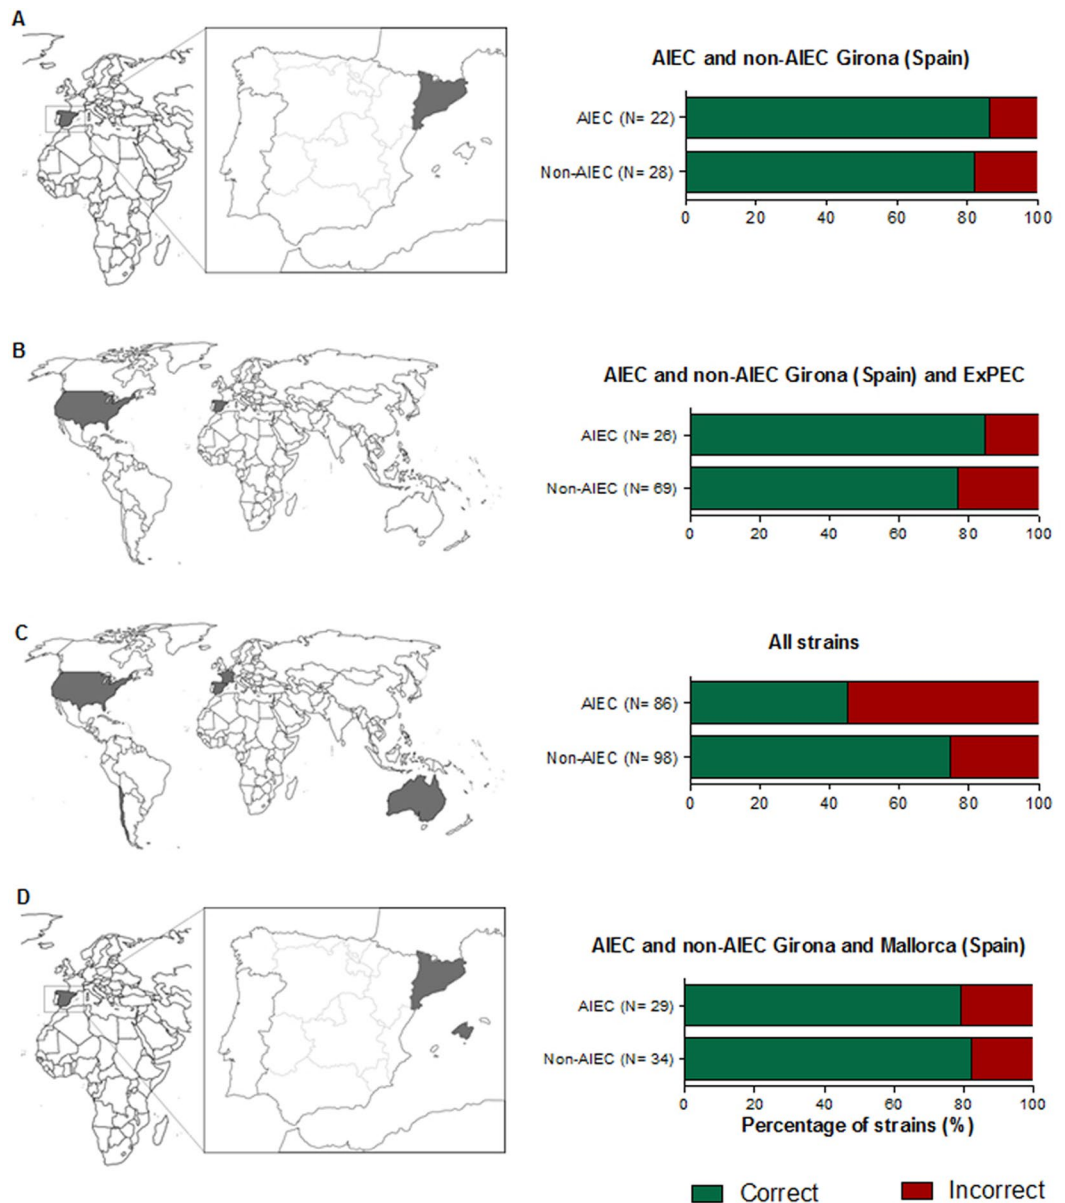 A
AIEC and non-AIEC Girona (Spain)
AIEC (N= 22)
Non-AIEC (N= 28)
0 20 40 60 80 100
B
AIEC and non-AIEC Girona (Spain) and ExPEC
AIEC (N= 26)
Non-AIEC (N= 69)
0 20 40 60 80 100
C
All strains
AIEC (N= 86)
Non-AIEC (N= 98)
0 20 40 60 80 100
D
AIEC and non-AIEC Girona and Mallorca (Spain)
AIEC (N= 29)
Non-AIEC (N= 34)
0 20 40 60 80 100
Percentage of strains (%)
Correct Incorrect